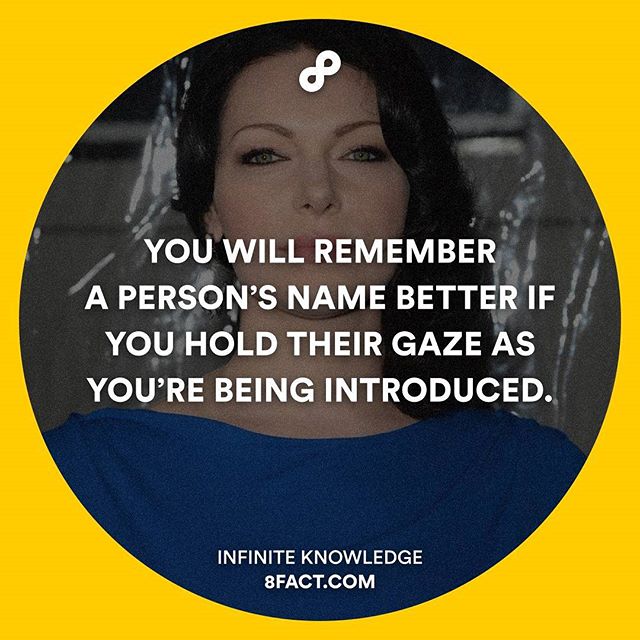 YOU WILL REMEMBER
A PERSON'S NAME BETTER IF
YOU HOLD THEIR GAZE AS
YOU'RE BEING INTRODUCED.
INFINITE KNOWLEDGE
8FACT.COM